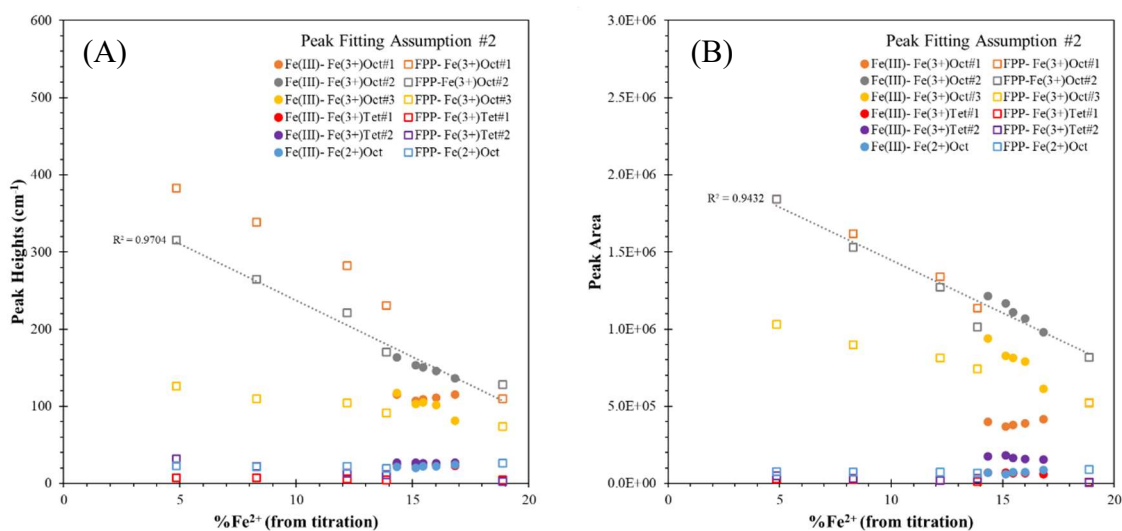 (A)
Peak Fitting Assumption #2
Fe(III)- Fe(3+)Oct#1 FPP- Fe(3+)Oct#1
Fe(III)- Fe(3+)Oct#2 FPP-Fe(3+)Oct#2
Fe(III)- Fe(3+)Oct#3 FPP- Fe(3+)Oct#3
Fe(III)- Fe(3+)Tet#1 FPP- Fe(3+)Tet#1
Fe(III)- Fe(3+)Tet#2 FPP- Fe(3+)Tet#2
Fe(III)- Fe(2+)Oct FPP- Fe(2+)Oct
600
500
400
300
200
100
0
Peak Heights (cm⁻¹)
R² = 0.9704
0 5 10 15 20
%Fe²⁺ (from titration)
(B)
Peak Fitting Assumption #2
Fe(III)- Fe(3+)Oct#1 FPP- Fe(3+)Oct#1
Fe(III)- Fe(3+)Oct#2 FPP-Fe(3+)Oct#2
Fe(III)- Fe(3+)Oct#3 FPP- Fe(3+)Oct#3
Fe(III)- Fe(3+)Tet#1 FPP- Fe(3+)Tet#1
Fe(III)- Fe(3+)Tet#2 FPP- Fe(3+)Tet#2
Fe(III)- Fe(2+)Oct FPP- Fe(2+)Oct
3.0E+06
2.5E+06
2.0E+06
1.5E+06
1.0E+06
5.0E+05
0.0E+00
Peak Area
R² = 0.9432
0 5 10 15 20
%Fe²⁺ (from titration)